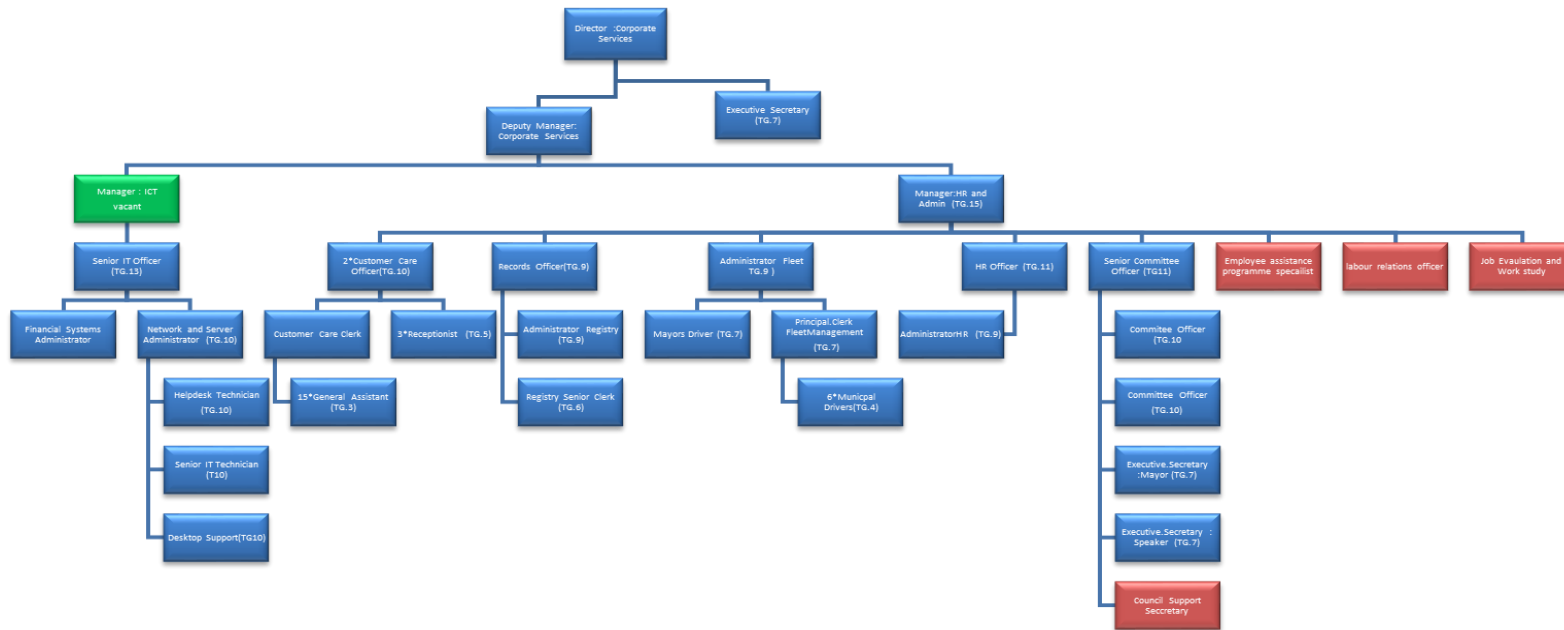 Director :Corporate
Services
Executive Secretary
(TG.7)
Deputy Manager:
Corporate Services
Manager : ICT
vacant
Manager:HR and
Admin (TG.15)
Senior IT Officer
(TG.13)
2*Customer Care
Officer(TG.10)
Records Officer(TG.9)
Administrator Fleet
TG.9 )
HR Officer (TG.11)
Senior Committee
Officer (TG11)
Employee assistance
programme specailist
labour relations officer
Job Evaulation and
Work study
Financial Systems
Administrator
Network and Server
Administrator (TG.10)
Customer Care Clerk
3*Receptionist (TG.5)
Administrator Registry
(TG.9)
Mayors Driver (TG.7)
Principal.Clerk
FleetManagement
(TG.7)
AdministratorHR (TG.9)
Commitee Officer
(TG.10
Helpdesk Technician
(TG.10)
15*General Assistant
(TG.3)
Registry Senior Clerk
(TG.6)
6*Municpal
Drivers(TG.4)
Committee Officer
(TG.10)
Senior IT Technician
(T10)
Executive.Secretary
:Mayor (TG.7)
Desktop Support(TG10)
Executive.Secretary :
Speaker (TG.7)
Council Support
Seccretary